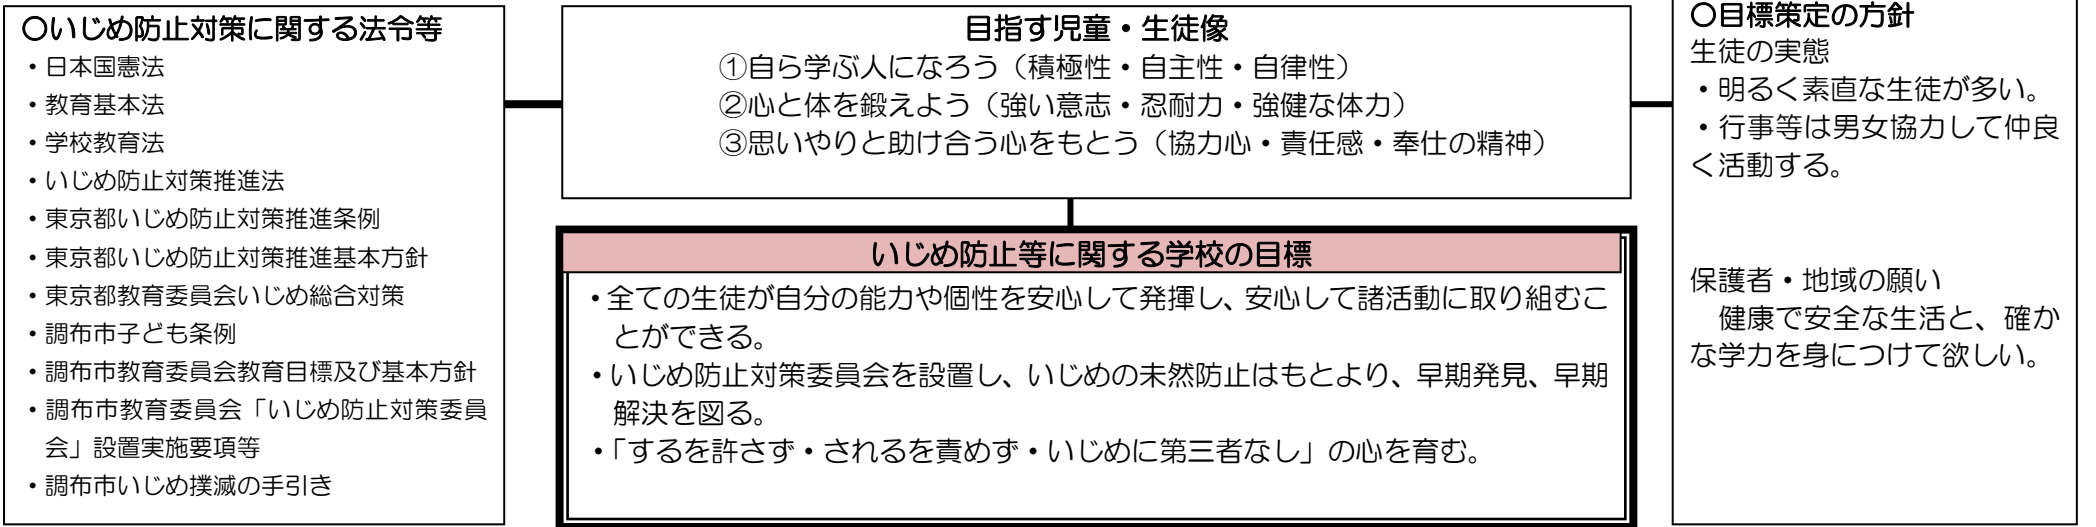 〇いじめ防止対策に関する法令等
・日本国憲法
・教育基本法
・学校教育法
・いじめ防止対策推進法
・東京都いじめ防止対策推進条例
・東京都いじめ防止対策推進基本方針
・東京都教育委員会いじめ総合対策
・調布市子ども条例
・調布市教育委員会教育目標及び基本方針
・調布市教育委員会「いじめ防止対策委員
会」設置実施要項等
・調布市いじめ撲滅の手引き
目指す児童・生徒像
①自ら学ぶ人になろう（積極性・自主性・自律性）
②心と体を鍛えよう（強い意志・忍耐力・強健な体力）
③思いやりと助け合う心をもとう（協力心・責任感・奉仕の精神）
いじめ防止等に関する学校の目標
・全ての生徒が自分の能力や個性を安心して発揮し、安心して諸活動に取り組むこ
とができる。
・いじめ防止対策委員会を設置し、いじめの未然防止はもとより、早期発見、早期
解決を図る。
・「するを許さず・されるを責めず・いじめに第三者なし」の心を育む。
〇目標策定の方針
生徒の実態
・明るく素直な生徒が多い。
・行事等は男女協力して仲良
く活動する。
保護者・地域の願い
　健康で安全な生活と、確か
な学力を身につけて欲しい。